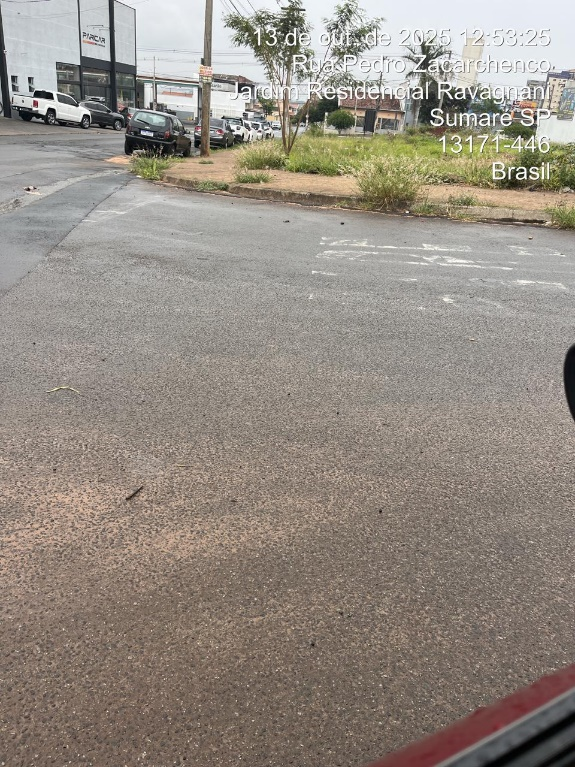 13 de out. de 2025 12:53:25
Rua Pedro Zacarchenco
Jardim Residencial Ravagnani
Sumaré SP
13171-446
Brasil
PARCAR